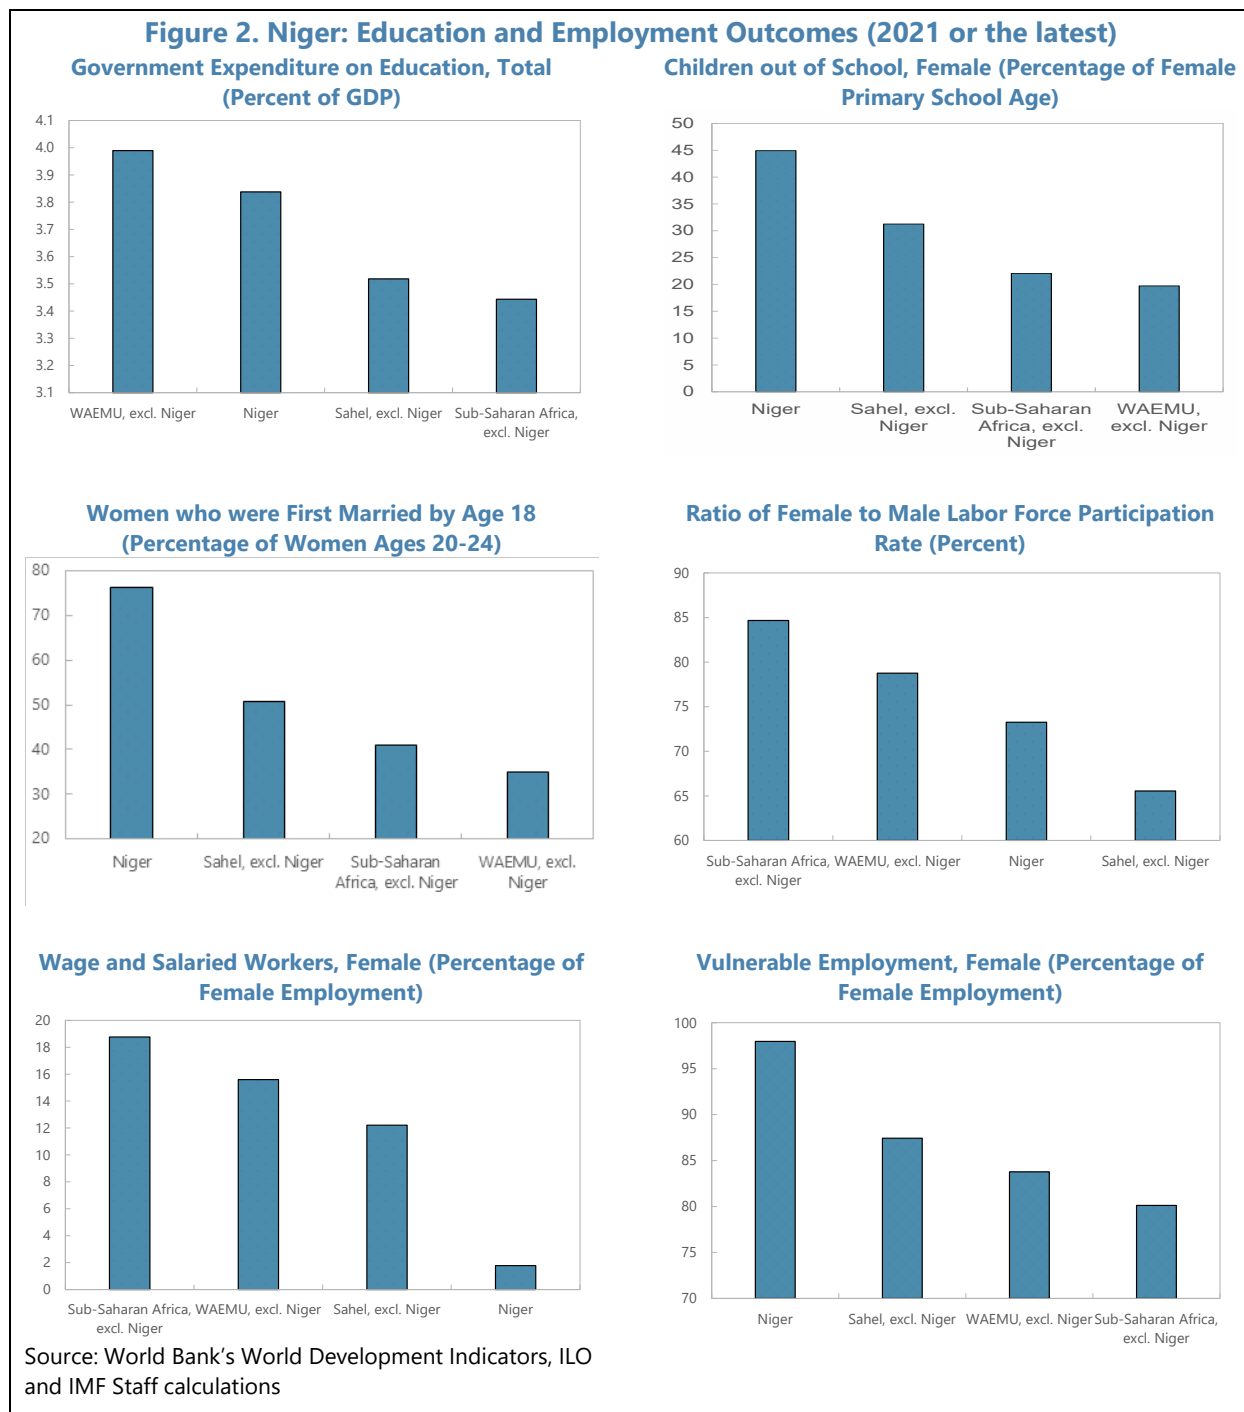 Figure 2. Niger: Education and Employment Outcomes (2021 or the latest)
Government Expenditure on Education, Total
(Percent of GDP)
4.1
4.0
3.9
3.8
3.7
3.6
3.5
3.4
3.3
3.2
3.1
WAEMU, excl. Niger
Niger
Sahel, excl. Niger
Sub-Saharan Africa,
excl. Niger
Children out of School, Female (Percentage of Female
Primary School Age)
50
45
40
35
30
25
20
15
10
5
0
Niger
Sahel, excl.
Niger
Sub-Saharan
Africa, excl.
Niger
WAEMU,
excl. Niger
Women who were First Married by Age 18
(Percentage of Women Ages 20-24)
80
70
60
50
40
30
20
Niger
Sahel, excl. Niger
Sub-Saharan
Africa, excl. Niger
WAEMU, excl.
Niger
Ratio of Female to Male Labor Force Participation
Rate (Percent)
90
85
80
75
70
65
60
Sub-Saharan Africa,
excl. Niger
WAEMU, excl. Niger
Niger
Sahel, excl. Niger
Wage and Salaried Workers, Female (Percentage of
Female Employment)
20
18
16
14
12
10
8
6
4
2
0
Sub-Saharan Africa,
excl. Niger
WAEMU, excl. Niger
Sahel, excl. Niger
Niger
Vulnerable Employment, Female (Percentage of
Female Employment)
100
95
90
85
80
75
70
Niger
Sahel, excl. Niger
WAEMU, excl. Niger
Sub-Saharan Africa,
excl. Niger
Source: World Bank’s World Development Indicators, ILO
and IMF Staff calculations